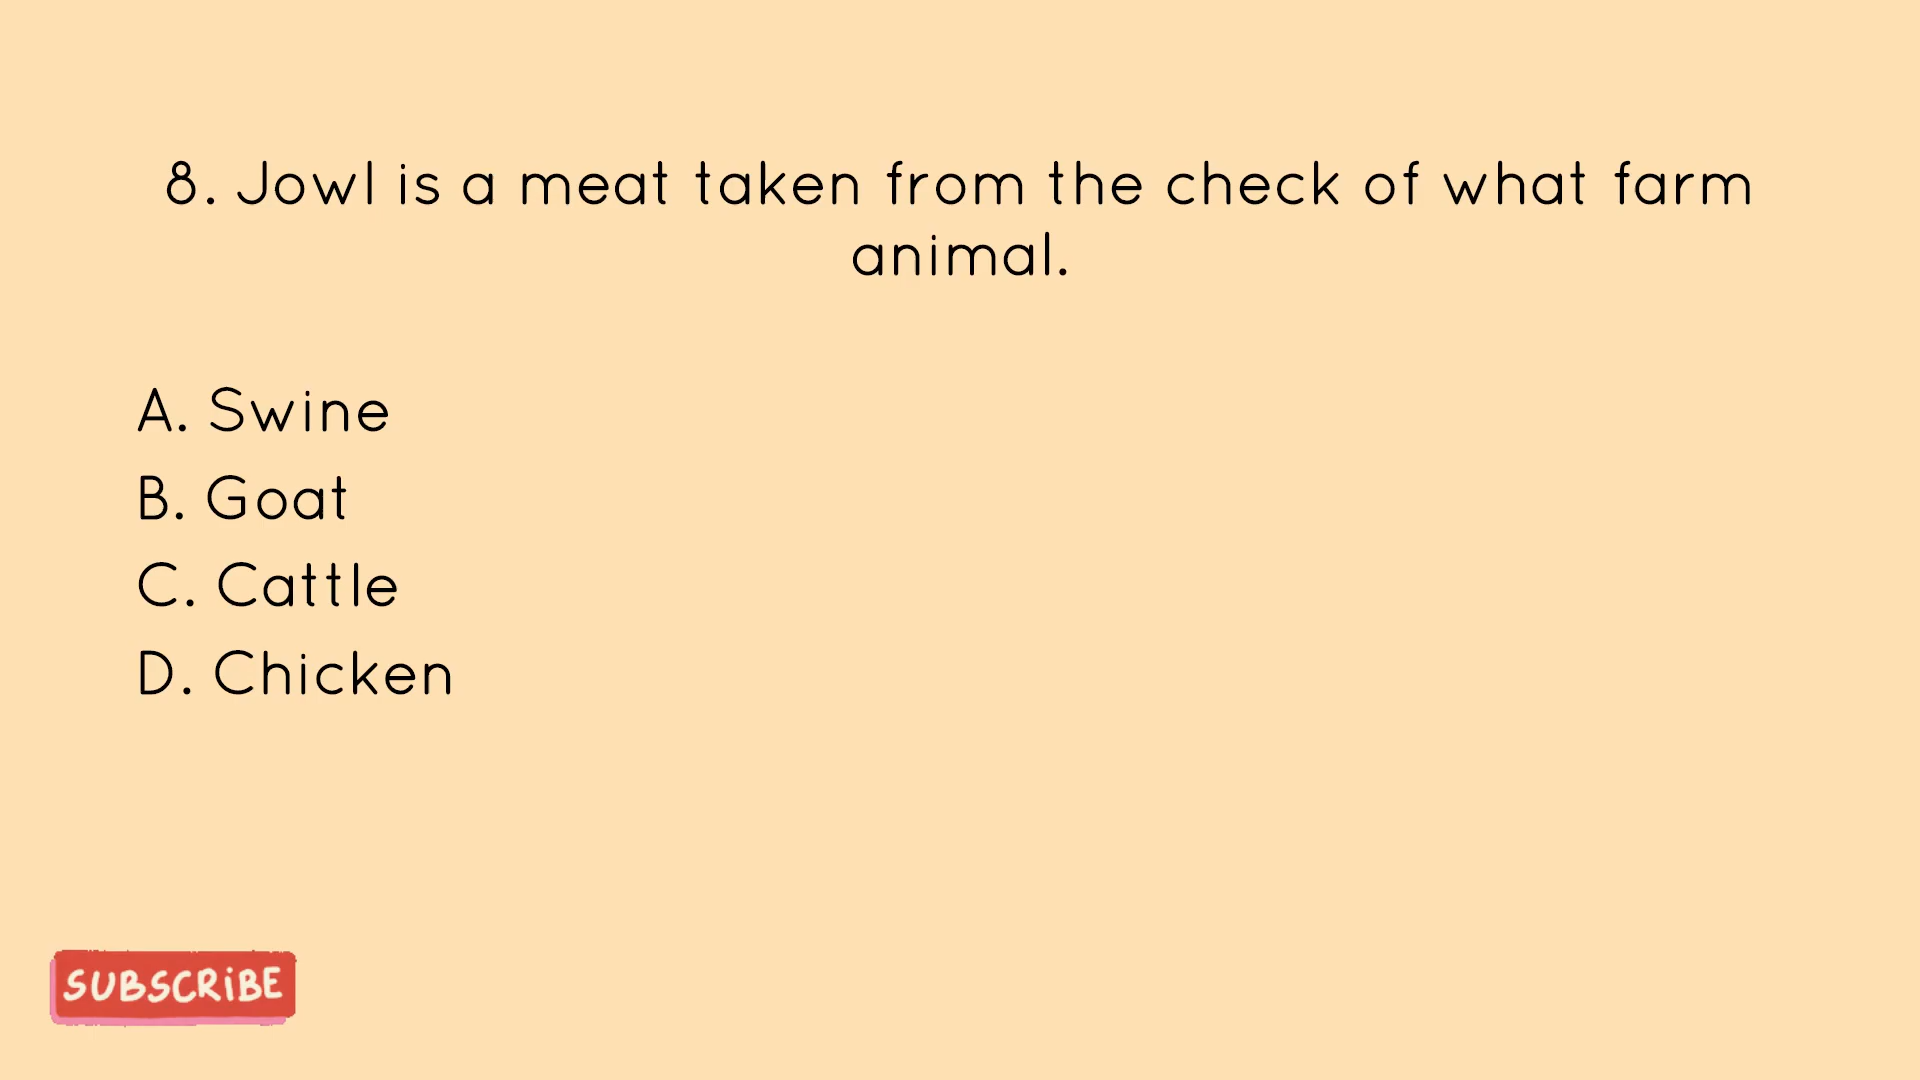 8. Jowl is a meat taken from the check of what farm
animal.
A. Swine
B. Goat
C. Cattle
D. Chicken
SUBSCRiBE